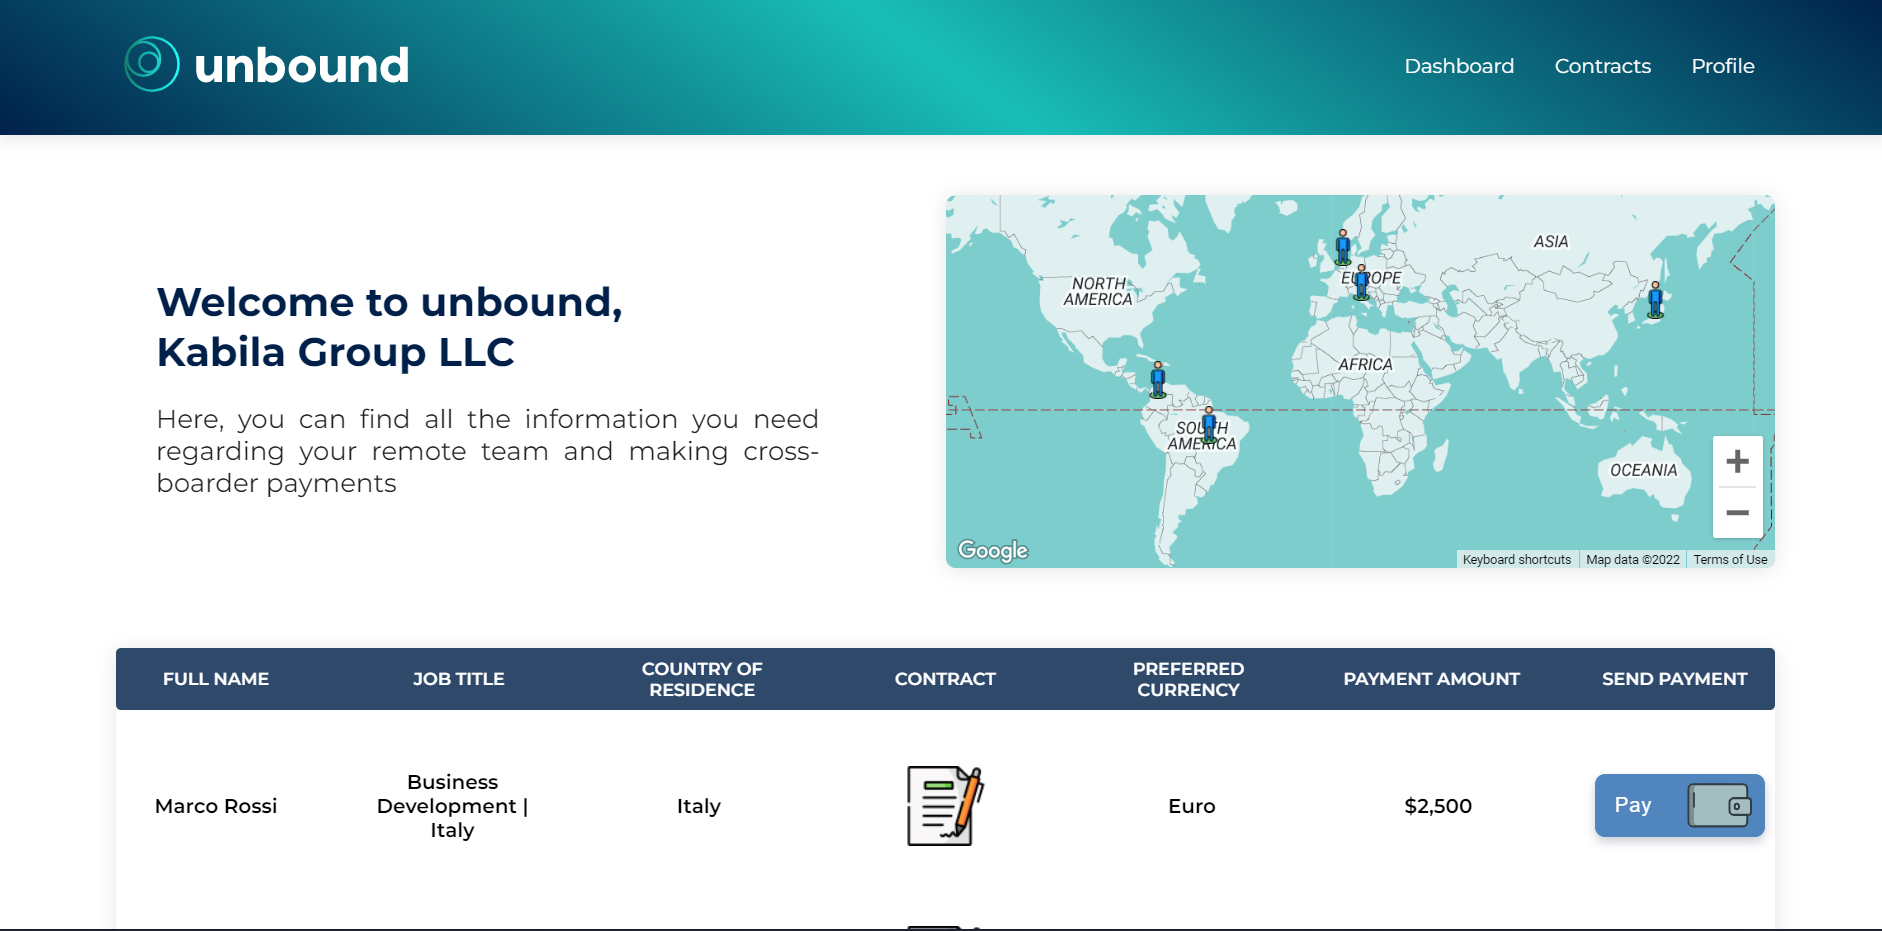 unbound
Dashboard Contracts Profile
Welcome to unbound,
Kabila Group LLC
Here, you can find all the information you need
regarding your remote team and making cross-
boarder payments
NORTH
AMERICA
EUROPE
ASIA
AFRICA
SOUTH
AMERICA
OCEANIA
+
−
Google
Keyboard shortcuts Map data ©2022 Terms of Use
FULL NAME
JOB TITLE
COUNTRY OF
RESIDENCE
CONTRACT
PREFERRED
CURRENCY
PAYMENT AMOUNT
SEND PAYMENT
Marco Rossi
Business
Development |
Italy
Italy
Euro
$2,500
Pay